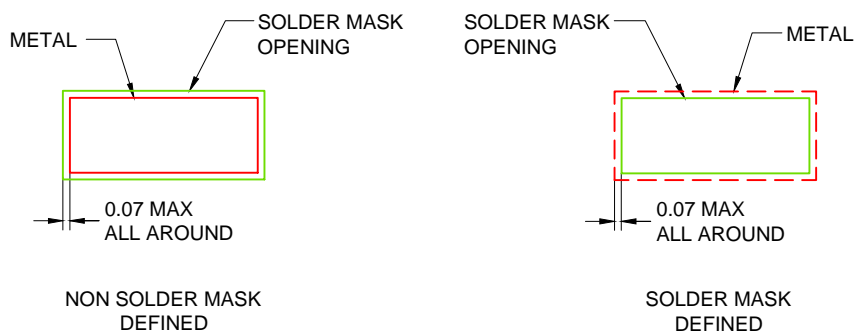 METAL
SOLDER MASK
OPENING
0.07 MAX
ALL AROUND
NON SOLDER MASK
DEFINED
SOLDER MASK
OPENING
METAL
0.07 MAX
ALL AROUND
SOLDER MASK
DEFINED